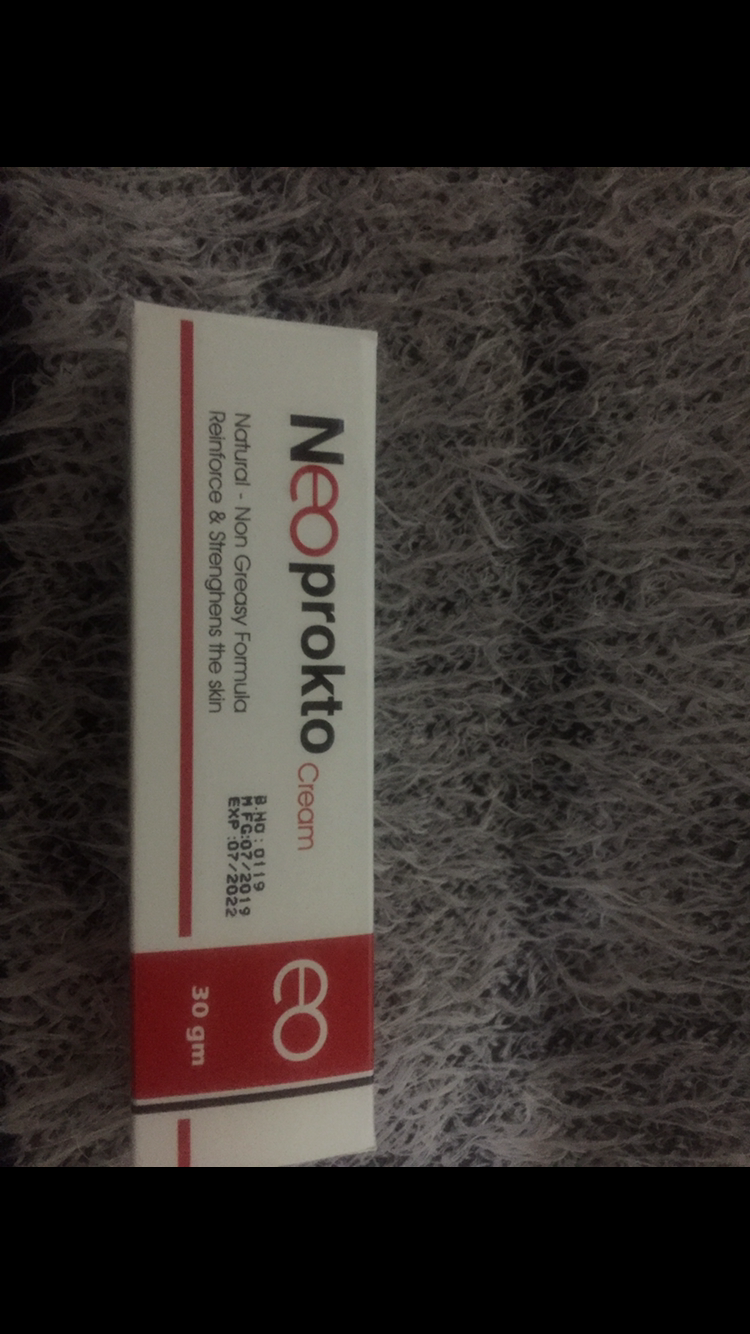 Neoprokto Cream
Natural - Non Greasy Formula
Reinforce & Strenghens the skin
B.NO : 0119
MFG:07/2019
EXP :07/2022
eo
30 gm